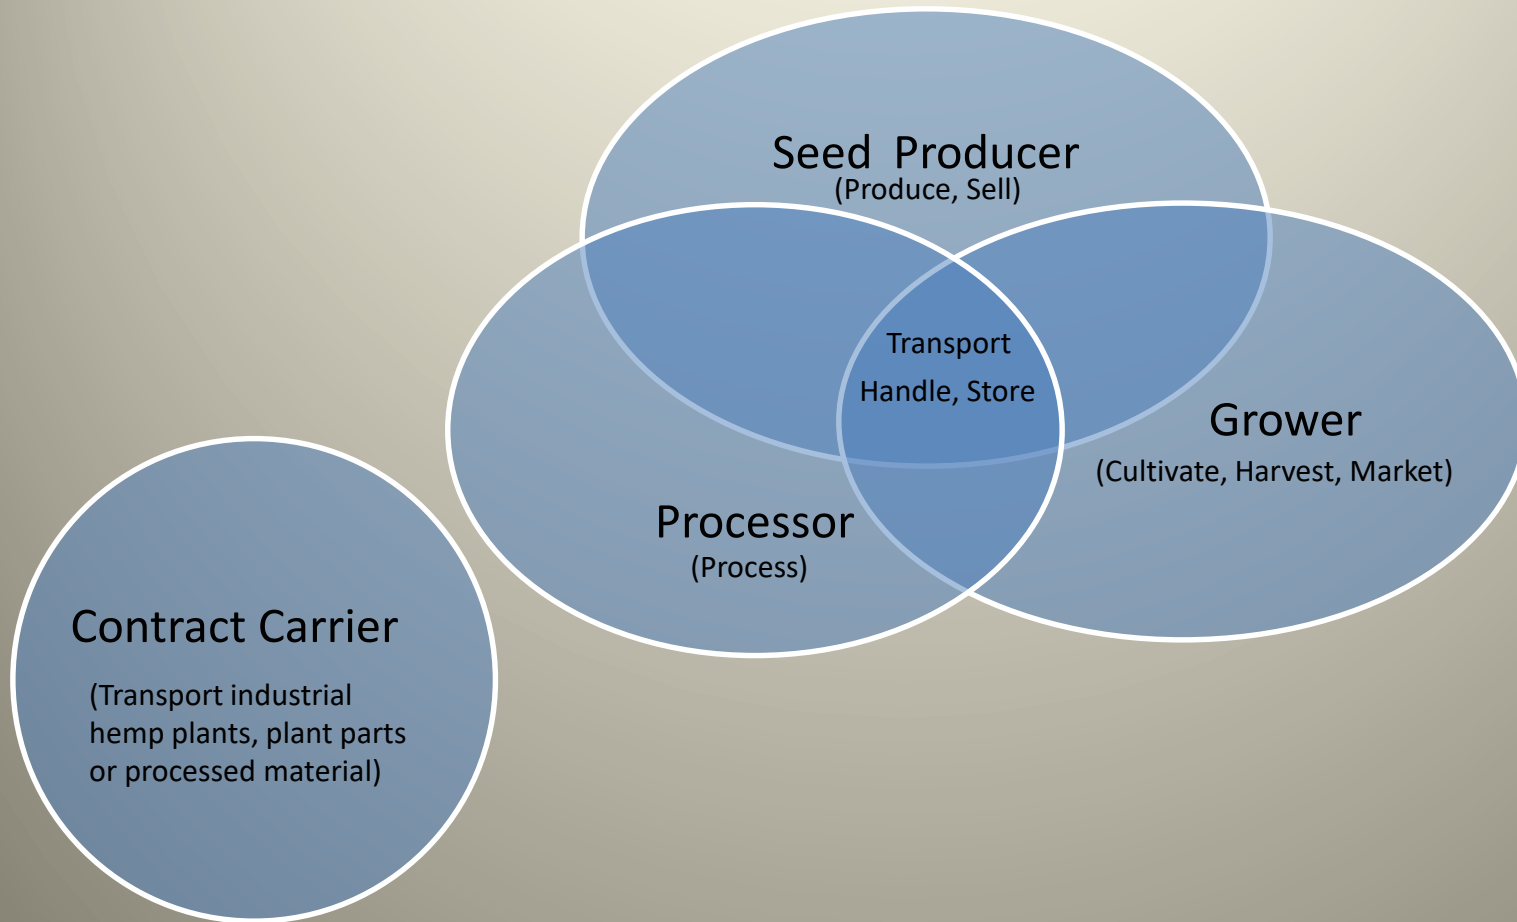 Seed Producer
(Produce, Sell)
Transport
Handle, Store
Grower
(Cultivate, Harvest, Market)
Processor
(Process)
Contract Carrier
(Transport industrial
hemp plants, plant parts
or processed material)